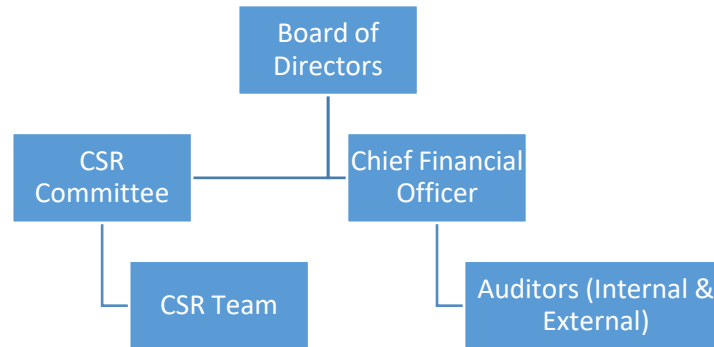 Board of
Directors
CSR
Committee
Chief Financial
Officer
CSR Team
Auditors (Internal &
External)